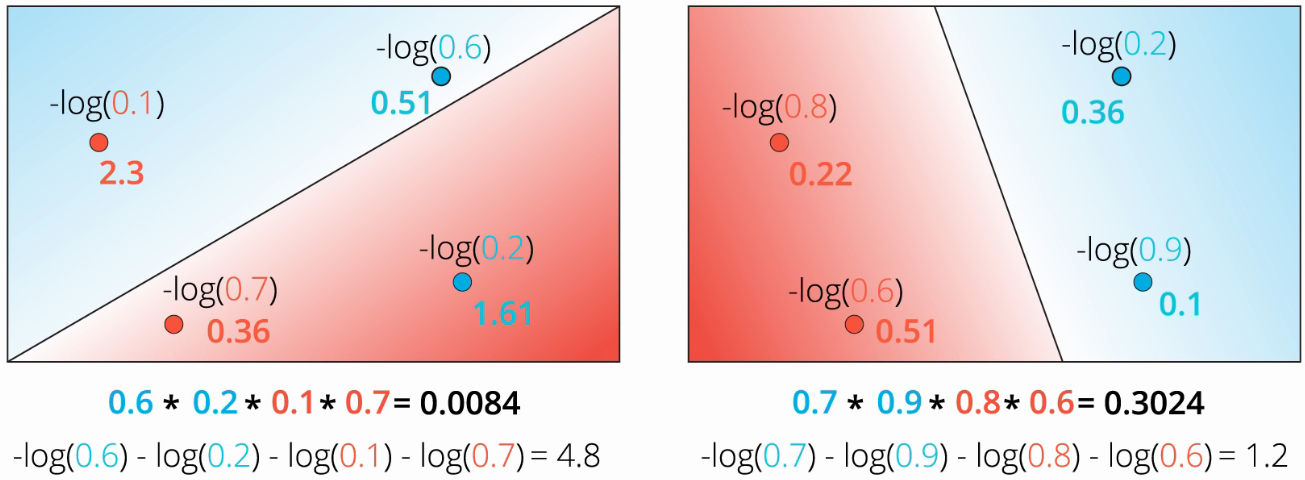 -log(0.6)
0.51
-log(0.1)
2.3
-log(0.2)
1.61
-log(0.7)
0.36
0.6 * 0.2 * 0.1 * 0.7 = 0.0084
-log(0.6) - log(0.2) - log(0.1) - log(0.7) = 4.8
-log(0.2)
0.36
-log(0.8)
0.22
-log(0.9)
0.1
-log(0.6)
0.51
0.7 * 0.9 * 0.8 * 0.6 = 0.3024
-log(0.7) - log(0.9) - log(0.8) - log(0.6) = 1.2